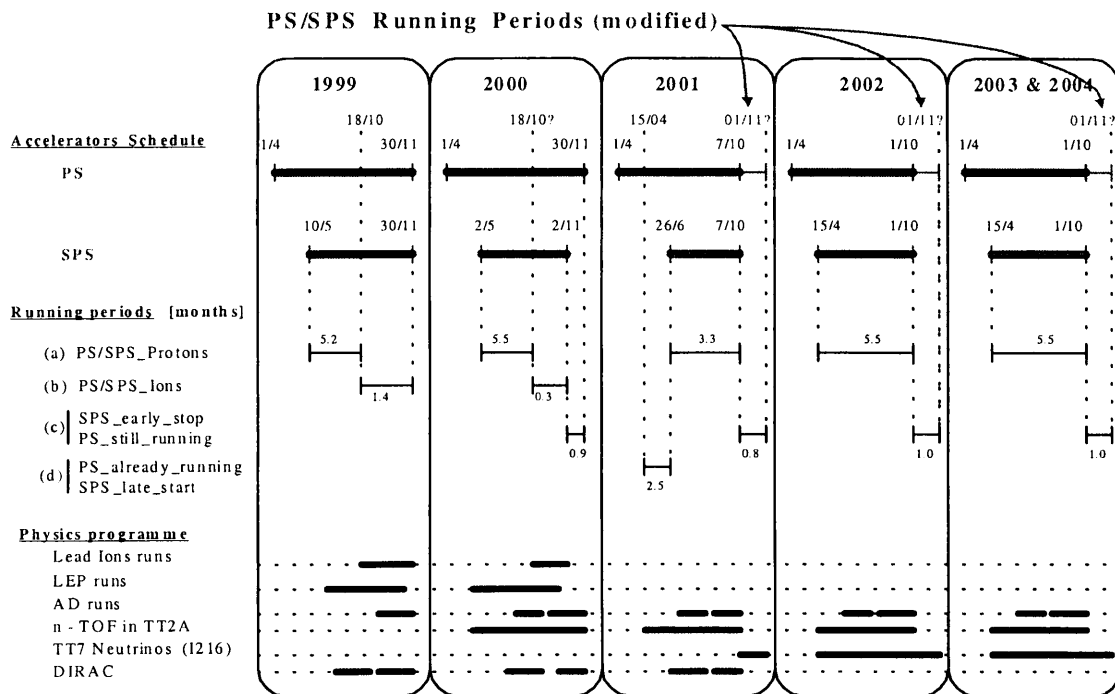 PS/SPS Running Periods (modified)
1999 2000 2001 2002 2003 & 2004
18/10 18/10? 15/04 01/11? 01/11? 01/11?
Accelerators Schedule
1/4 30/11 1/4 30/11 1/4 7/10 1/4 1/10 1/4 1/10
PS
10/5 30/11 2/5 2/11 26/6 7/10 15/4 1/10 15/4 1/10
SPS
Running periods [months]
(a) PS/SPS_Protons 5.2 5.5 3.3 5.5 5.5
(b) PS/SPS_Ions 1.4 0.3
(c) SPS_early_stop
PS_still_running 0.9 0.8 1.0 1.0
(d) PS_already_running
SPS_late_start 2.5
Physics programme
Lead Ions runs
LEP runs
AD runs
n - TOF in TT2A
TT7 Neutrinos (I216)
DIRAC